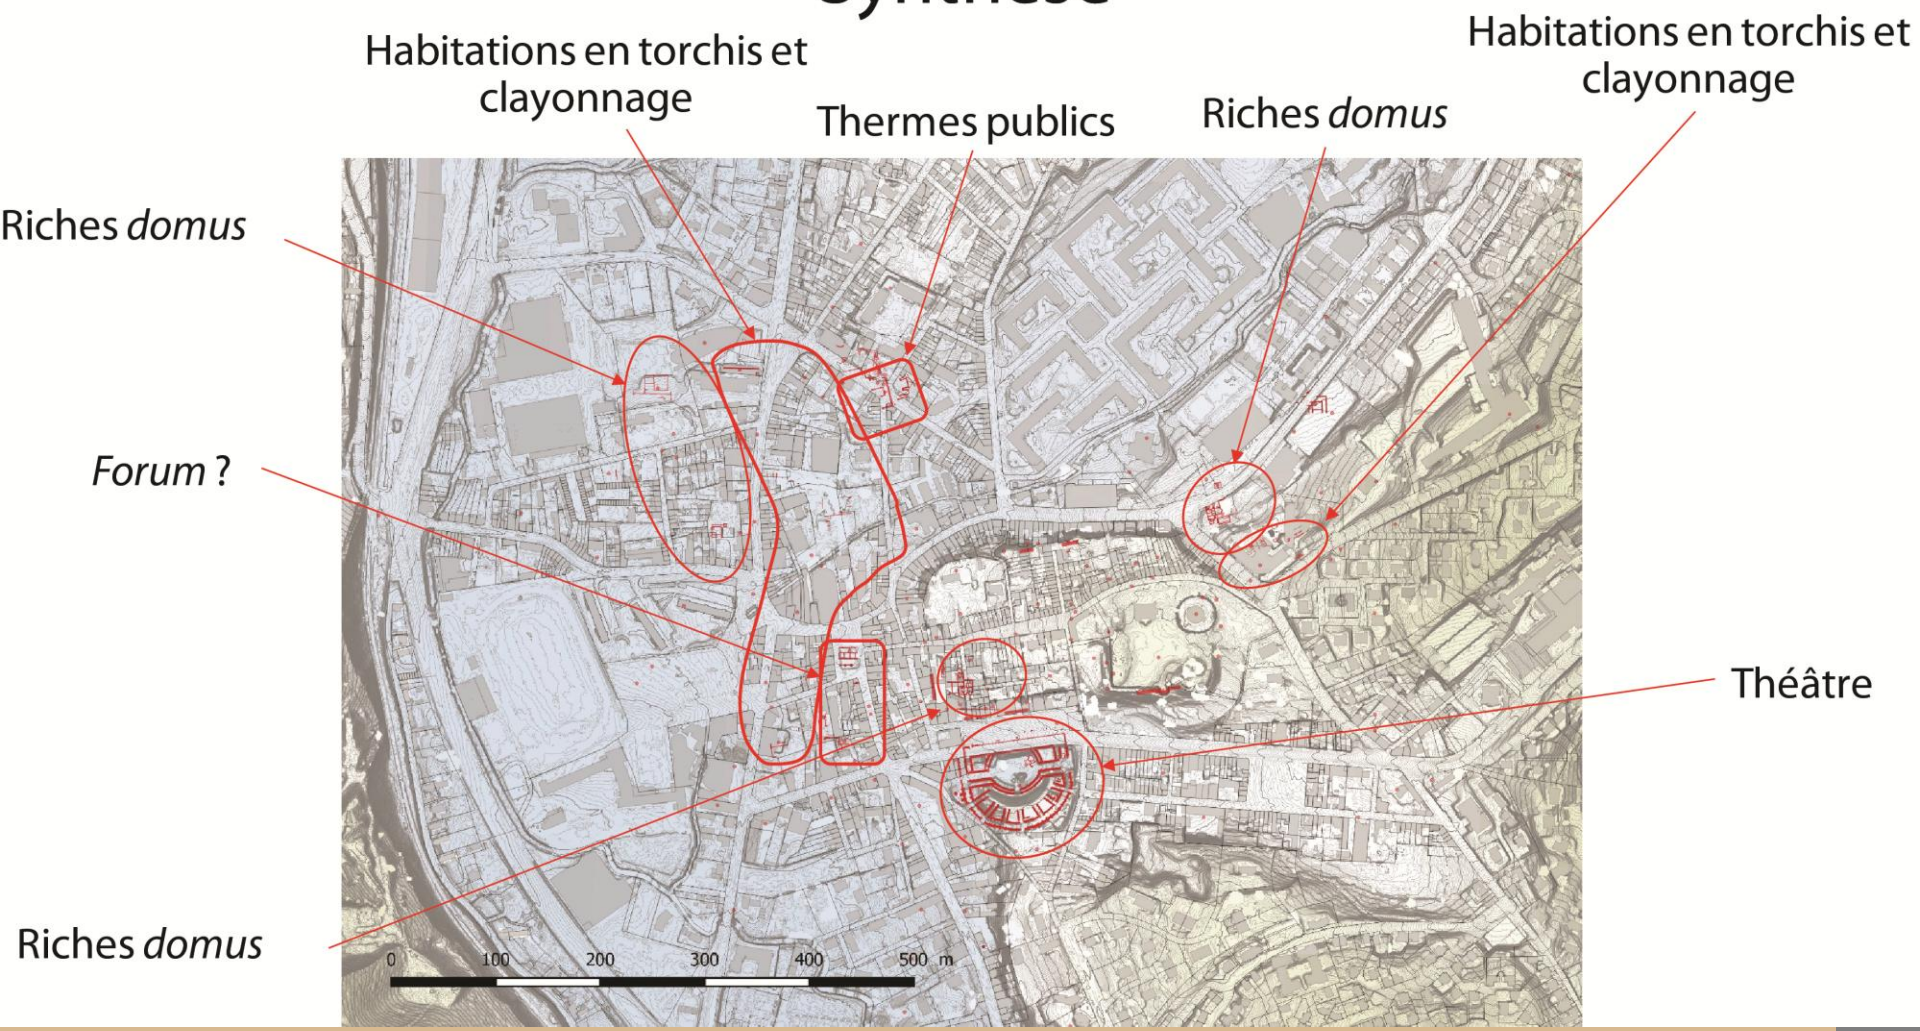 Synthèse
Habitations en torchis et
clayonnage
Habitations en torchis et
clayonnage
Thermes publics
Riches domus
Riches domus
Forum ?
Théâtre
Riches domus
0 100 200 300 400 500 m